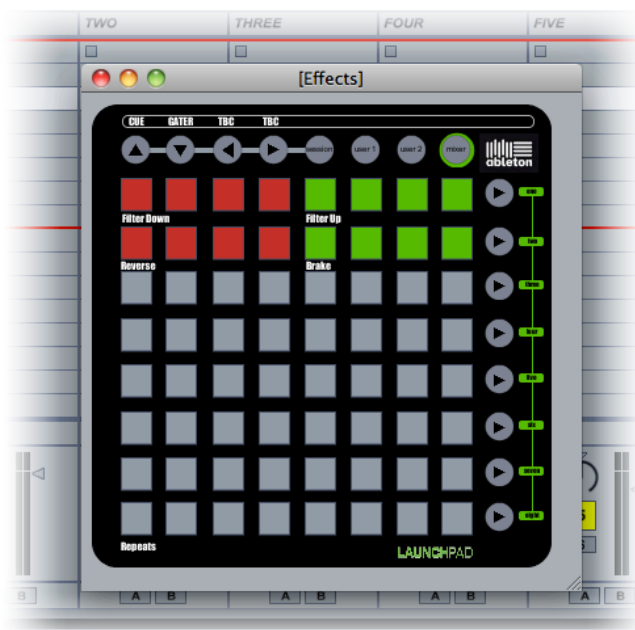 TWO THREE FOUR FIVE
[Effects]
CUE GATER TBC TBC
session user 1 user 2 mixer
ableton
one
Filter Down Filter Up
two
Reverse Brake
three
four
five
six
seven
eight
Repeats LAUNCHPAD
5
B A B A B A B A B